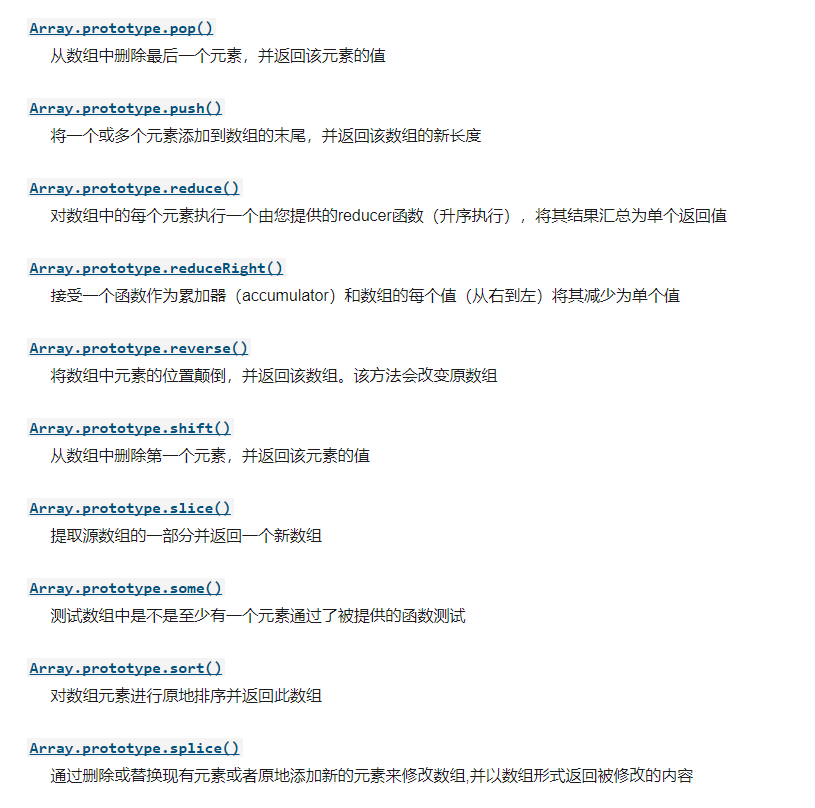 Array.prototype.pop()
从数组中删除最后一个元素，并返回该元素的值
Array.prototype.push()
将一个或多个元素添加到数组的末尾，并返回该数组的新长度
Array.prototype.reduce()
对数组中的每个元素执行一个由您提供的reducer函数（升序执行），将其结果汇总为单个返回值
Array.prototype.reduceRight()
接受一个函数作为累加器（accumulator）和数组的每个值（从右到左）将其减少为单个值
Array.prototype.reverse()
将数组中元素的位置颠倒，并返回该数组。该方法会改变原数组
Array.prototype.shift()
从数组中删除第一个元素，并返回该元素的值
Array.prototype.slice()
提取源数组的一部分并返回一个新数组
Array.prototype.some()
测试数组中是不是至少有一个元素通过了被提供的函数测试
Array.prototype.sort()
对数组元素进行原地排序并返回此数组
Array.prototype.splice()
通过删除或替换现有元素或者原地添加新的元素来修改数组,并以数组形式返回被修改的内容